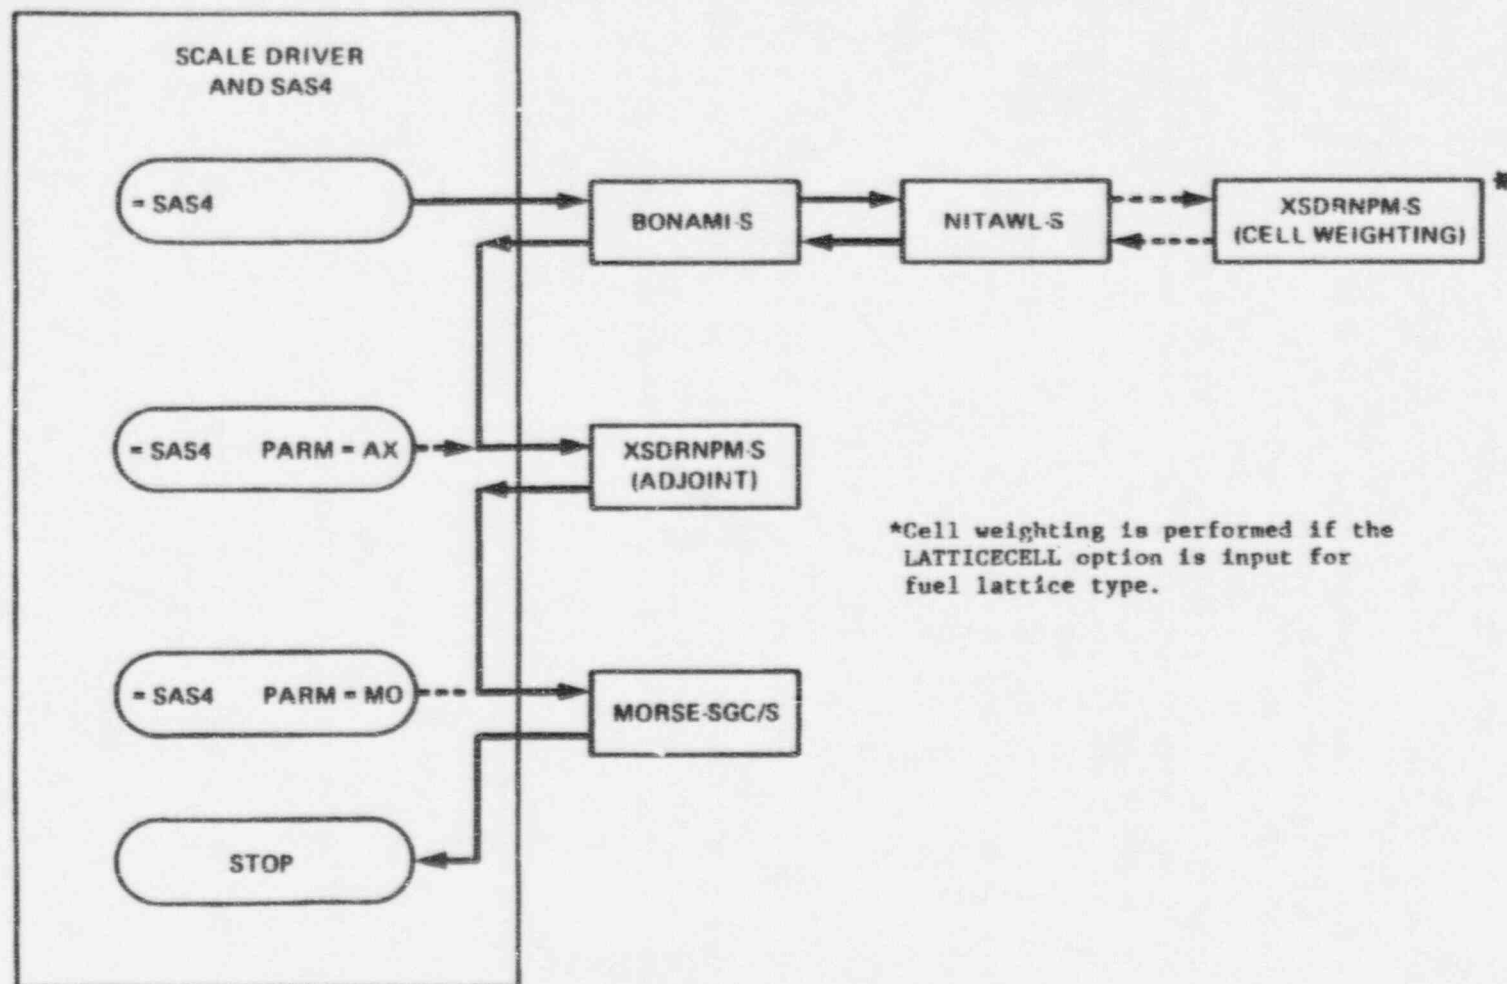 SCALE DRIVER
AND SAS4
= SAS4
BONAMI-S
NITAWL-S
XSDRNPM-S
(CELL WEIGHTING)
*
= SAS4 PARM = AX
XSDRNPM-S
(ADJOINT)
*Cell weighting is performed if the
LATTICECELL option is input for
fuel lattice type.
= SAS4 PARM = MO
MORSE-SGC/S
STOP